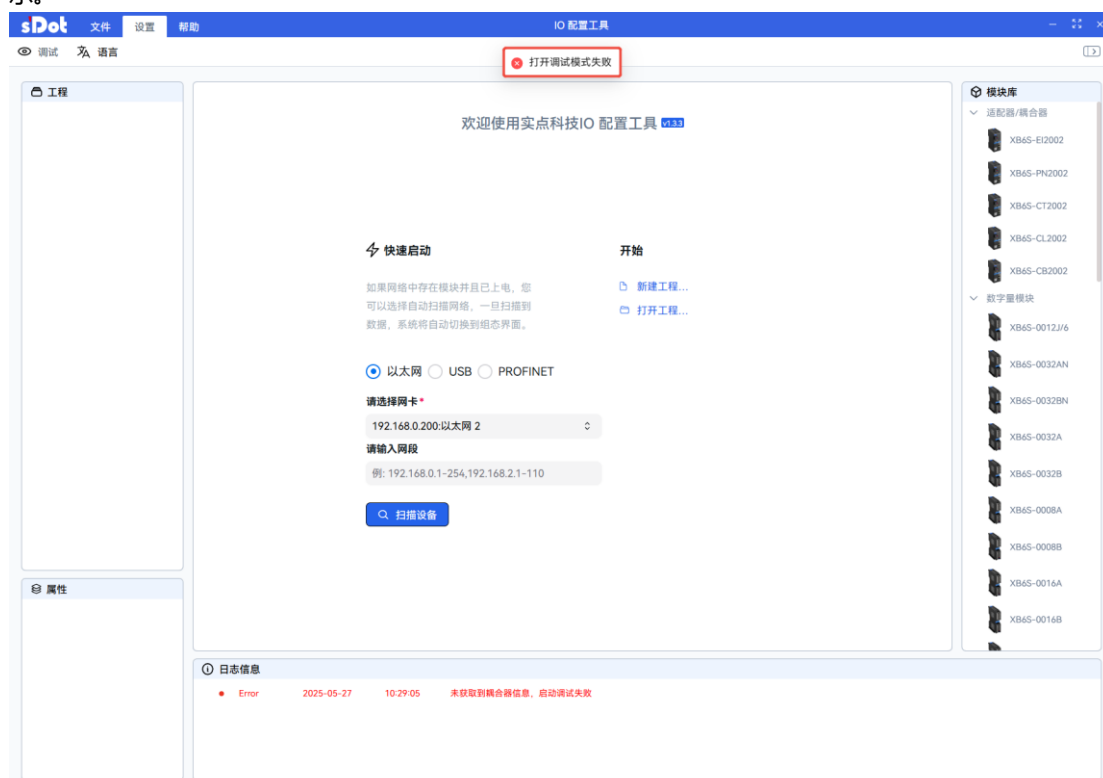 示。
sDot 文件 设置 帮助 IO 配置工具
调试 语言
打开调试模式失败
工程
欢迎使用实点科技IO 配置工具 v1.3.3
快速启动
如果网络中存在模块并且已上电，您
可以选择自动扫描网络，一旦扫描到
数据，系统将自动切换到组态界面。
开始
新建工程...
打开工程...
以太网 USB PROFINET
请选择网卡*
192.168.0.200:以太网 2
请输入网段
例: 192.168.0.1-254,192.168.2.1-110
扫描设备
模块库
适配器/耦合器
XB6S-EI2002
XB6S-PN2002
XB6S-CT2002
XB6S-CL2002
XB6S-CB2002
数字量模块
XB6S-0012J/6
XB6S-0032AN
XB6S-0032BN
XB6S-0032A
XB6S-0032B
XB6S-0008A
XB6S-0008B
XB6S-0016A
XB6S-0016B
属性
日志信息
Error 2025-05-27 10:29:05 未获取到耦合器信息，启动调试失败